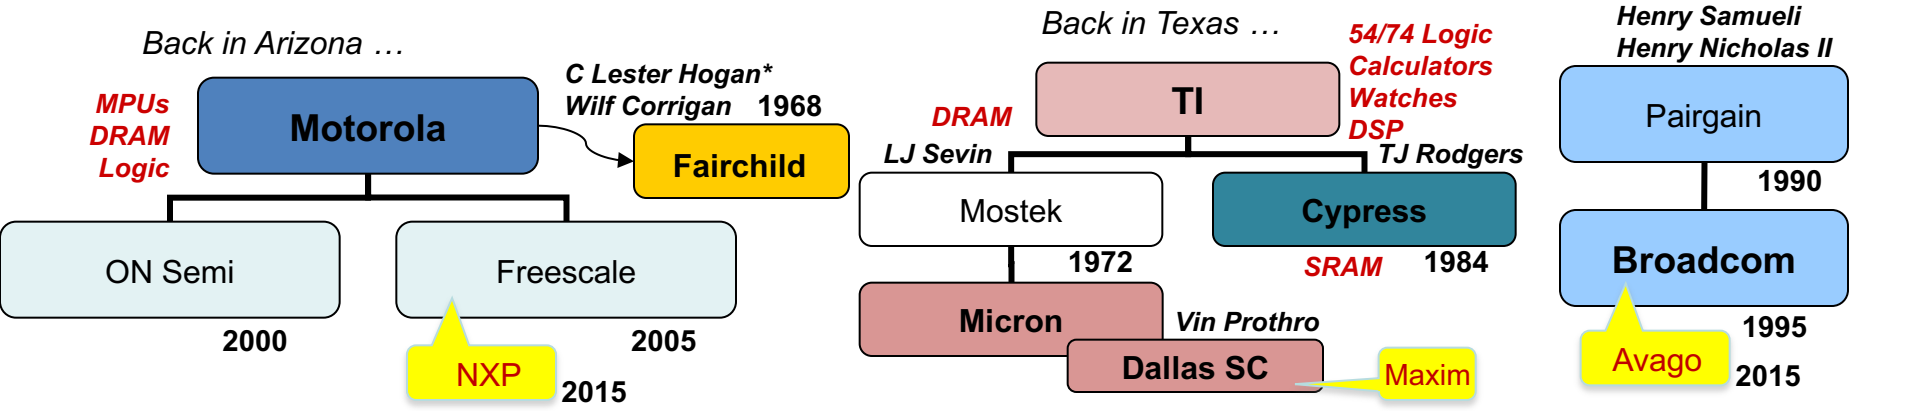 Back in Arizona …
MPUs
DRAM
Logic
Motorola
C Lester Hogan*
Wilf Corrigan 1968
Fairchild
ON Semi
2000
Freescale
2005
NXP
2015
Back in Texas …
54/74 Logic
Calculators
Watches
DSP
TI
DRAM
LJ Sevin
Mostek
1972
TJ Rodgers
Cypress
SRAM 1984
Micron
Vin Prothro
Dallas SC
Maxim
Henry Samueli
Henry Nicholas II
Pairgain
1990
Broadcom
1995
Avago
2015